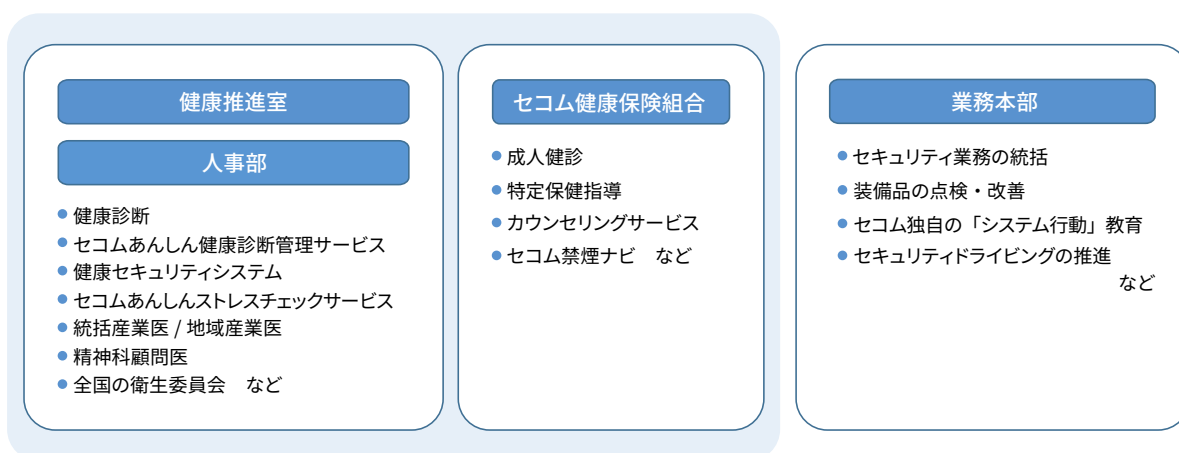 健康推進室
人事部
● 健康診断
● セコムあんしん健康診断管理サービス
● 健康セキュリティシステム
● セコムあんしんストレスチェックサービス
● 統括産業医 / 地域産業医
● 精神科顧問医
● 全国の衛生委員会　など
セコム健康保険組合
● 成人健診
● 特定保健指導
● カウンセリングサービス
● セコム禁煙ナビ　など
業務本部
● セキュリティ業務の統括
● 装備品の点検・改善
● セコム独自の「システム行動」教育
● セキュリティドライビングの推進
など